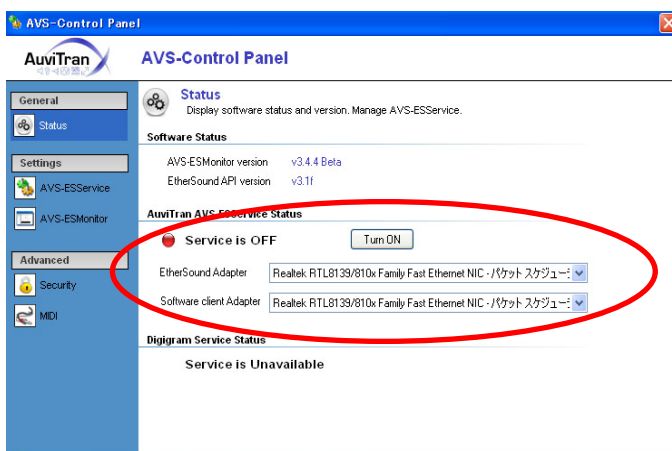 AVS-Control Panel
AuviTran
AVS-Control Panel
General
Status
Settings
AVS-ESService
AVS-ESMonitor
Advanced
Security
MIDI
Status
Display software status and version. Manage AVS-ESService.
Software Status
AVS-ESMonitor version v3.4.4 Beta
EtherSound API version v3.1f
AuviTran AVS-ESService Status
Service is OFF Turn ON
EtherSound Adapter Realtek RTL8139/810x Family Fast Ethernet NIC - パケット スケジューラ
Software client Adapter Realtek RTL8139/810x Family Fast Ethernet NIC - パケット スケジューラ
Digigram Service Status
Service is Unavailable